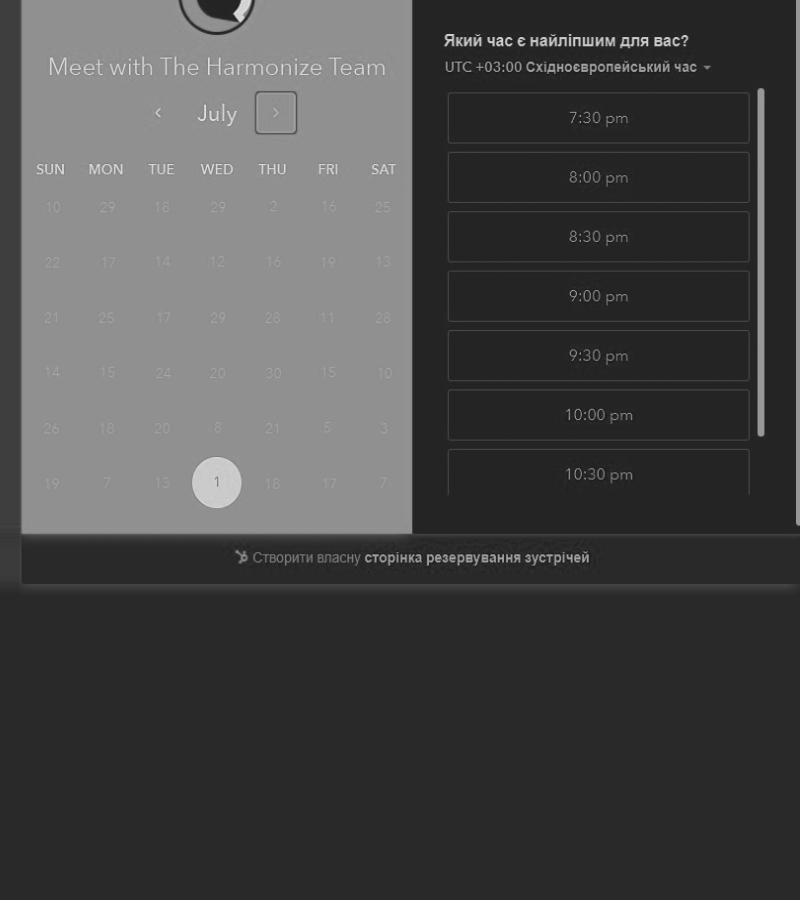 Meet with The Harmonize Team
July
SUN MON TUE WED THU FRI SAT
10 29 18 29 2 16 25
22 17 14 12 16 19 13
21 25 17 29 28 11 28
14 15 24 20 30 15 10
26 18 20 8 21 5 3
19 7 13 1 18 17 7
Який час є найліпшим для вас?
UTC +03:00 Східноєвропейський час
7:30 pm
8:00 pm
8:30 pm
9:00 pm
9:30 pm
10:00 pm
10:30 pm
Створити власну сторінка резервування зустрічей